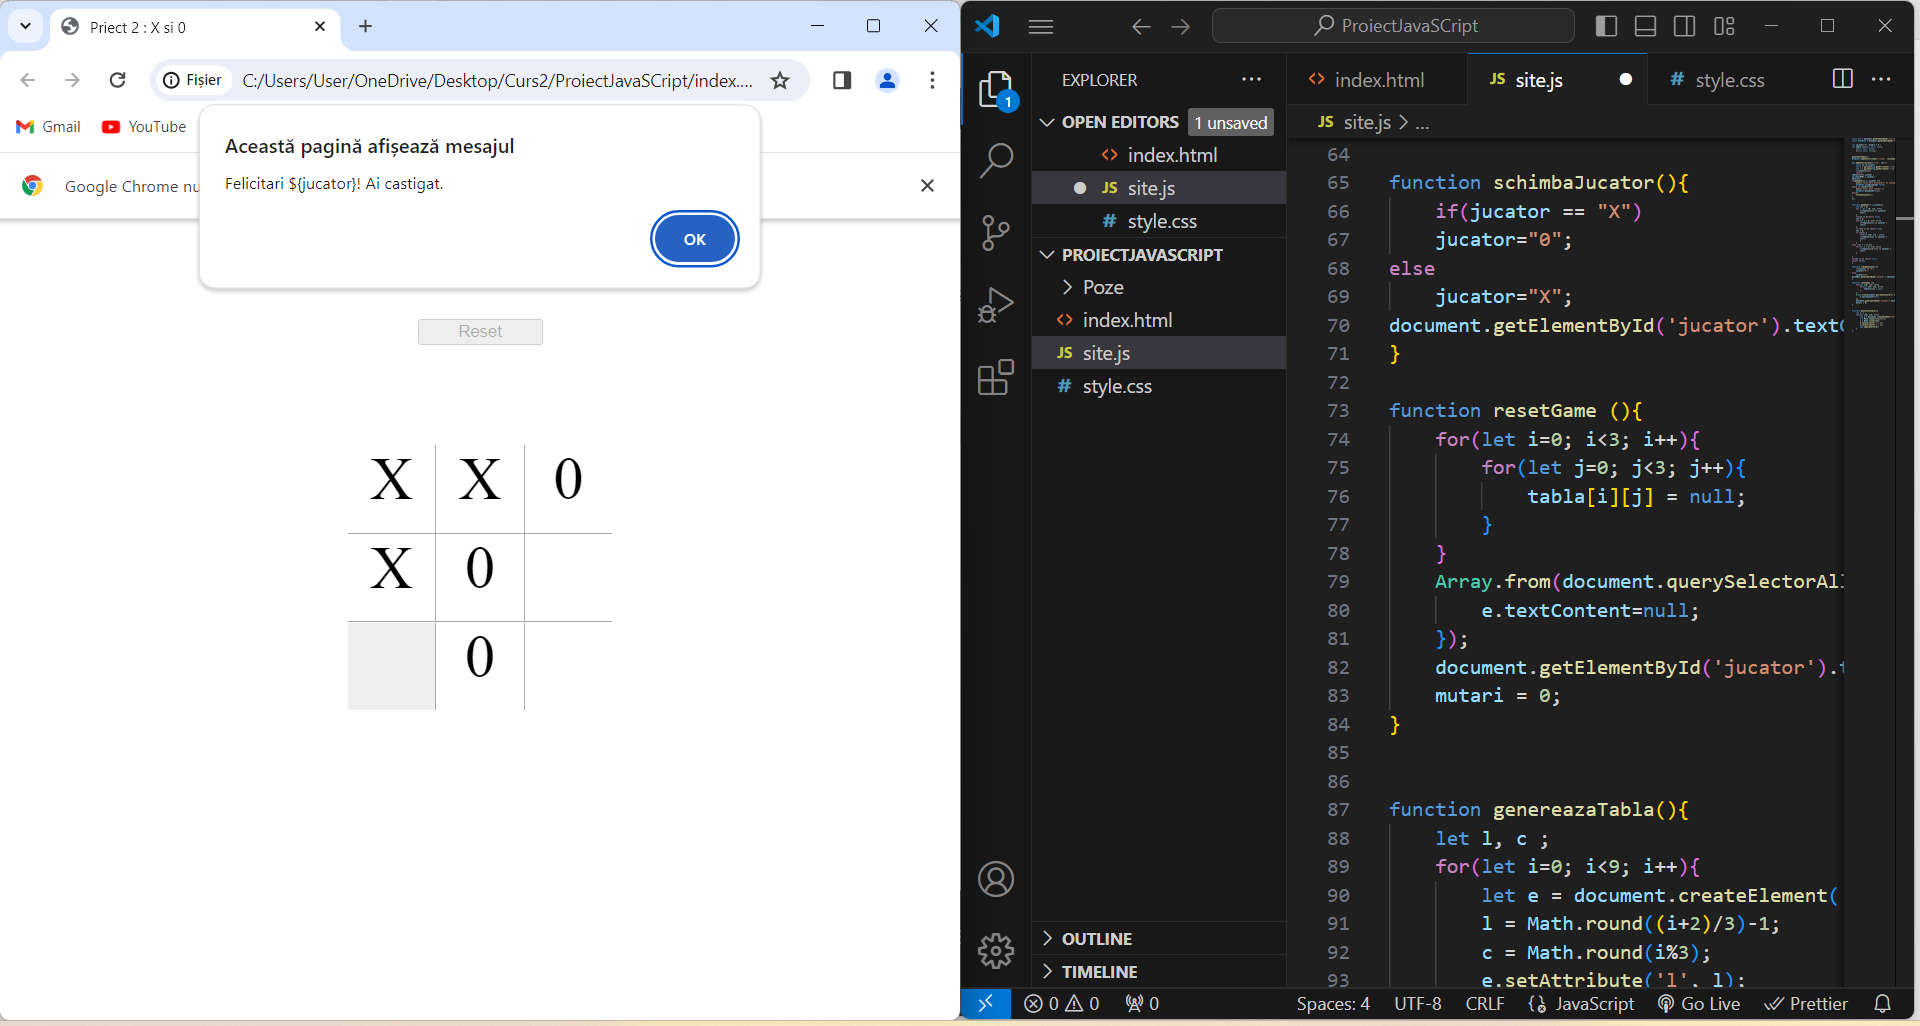 Priect 2 : X si 0
Fișier
C:/Users/User/OneDrive/Desktop/Curs2/ProiectJavaSCript/index....
Gmail
YouTube
Google Chrome nu
Această pagină afișează mesajul
Felicitari ${jucator}! Ai castigat.
OK
Reset
X X 0
X 0
0
ProiectJavaSCript
EXPLORER
1
OPEN EDITORS 1 unsaved
index.html
JS site.js
# style.css
PROIECTJAVASCRIPT
Poze
index.html
JS site.js
# style.css
OUTLINE
TIMELINE
index.html
JS site.js
# style.css
JS site.js > ...
64
65 function schimbaJucator(){
66 if(jucator == "X")
67 jucator="0";
68 else
69 jucator="X";
70 document.getElementById('jucator').textC
71 }
72
73 function resetGame (){
74 for(let i=0; i<3; i++){
75 for(let j=0; j<3; j++){
76 tabla[i][j] = null;
77 }
78 }
79 Array.from(document.querySelectorAll
80 e.textContent=null;
81 });
82 document.getElementById('jucator').t
83 mutari = 0;
84 }
85
86
87 function genereazaTabla(){
88 let l, c ;
89 for(let i=0; i<9; i++){
90 let e = document.createElement(
91 l = Math.round((i+2)/3)-1;
92 c = Math.round(i%3);
93 e.setAttribute('l', l);
0 0 0
Spaces: 4 UTF-8 CRLF JavaScript Go Live Prettier